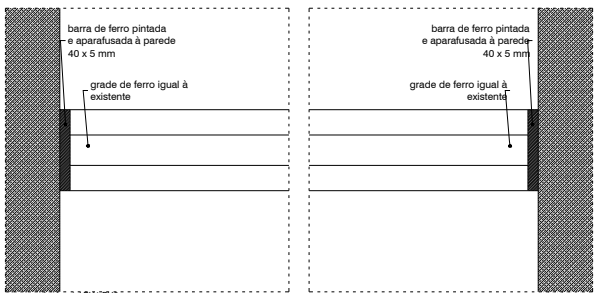 barra de ferro pintada
e aparafusada à parede
40 x 5 mm
grade de ferro igual à
existente
barra de ferro pintada
e aparafusada à parede
40 x 5 mm
grade de ferro igual à
existente